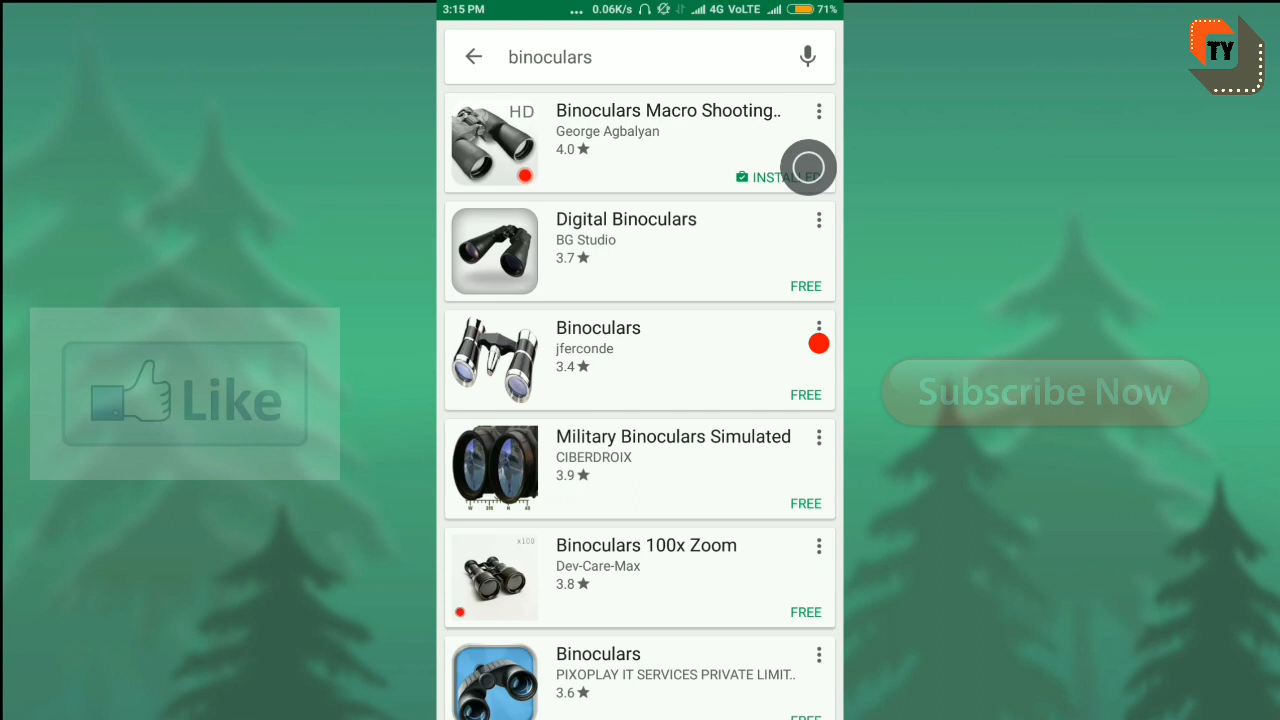 3:15 PM ... 0.06K/s 4G VoLTE 71%
TY
binoculars
HD
Binoculars Macro Shooting..
George Agbalyan
4.0
INSTALLED
Digital Binoculars
BG Studio
3.7
FREE
Binoculars
jferconde
3.4
FREE
Like
Subscribe Now
Military Binoculars Simulated
CIBERDROIX
3.9
FREE
x100
Binoculars 100x Zoom
Dev-Care-Max
3.8
FREE
Binoculars
PIXOPLAY IT SERVICES PRIVATE LIMIT..
3.6
FREE